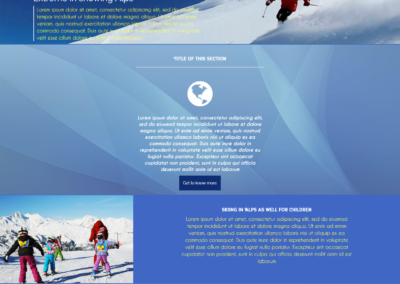 Extreme in Snowing Alps
Lorem ipsum dolor sit amet, consectetur adipiscing elit, sed do
eiusmod tempor incididunt ut labore et dolore magna aliqua. Ut enim ad minim
veniam, quis nostrud exercitation ullamco laboris nisi ut aliquip ex ea
commodo consequat. Duis aute irure dolor in reprehenderit in voluptate
velit esse cillum dolore eu fugiat nulla pariatur.
TITLE OF THIS SECTION
Lorem ipsum dolor sit amet, consectetur adipiscing elit,
sed do eiusmod tempor incididunt ut labore et dolore
magna aliqua. Ut enim ad minim veniam, quis nostrud
exercitation ullamco laboris nisi ut aliquip ex ea
commodo consequat. Duis aute irure dolor in
reprehenderit in voluptate velit esse cillum dolore eu
fugiat nulla pariatur. Excepteur sint occaecat
cupidatat non proident, sunt in culpa qui officia
deserunt mollit anim id est laborum
Get to know more
SKIING IN ALPS AS WELL FOR CHILDREN
Lorem ipsum dolor sit amet, consectetur adipiscing elit, sed do
eiusmod tempor incididunt ut labore et dolore magna aliqua. Ut enim ad minim
veniam, quis nostrud exercitation ullamco laboris nisi ut aliquip ex ea
commodo consequat. Duis aute irure dolor in reprehenderit in voluptate
velit esse cillum dolore eu fugiat nulla pariatur. Excepteur sint occaecat
cupidatat non proident, sunt in culpa qui officia deserunt mollit anim id est
laborum.